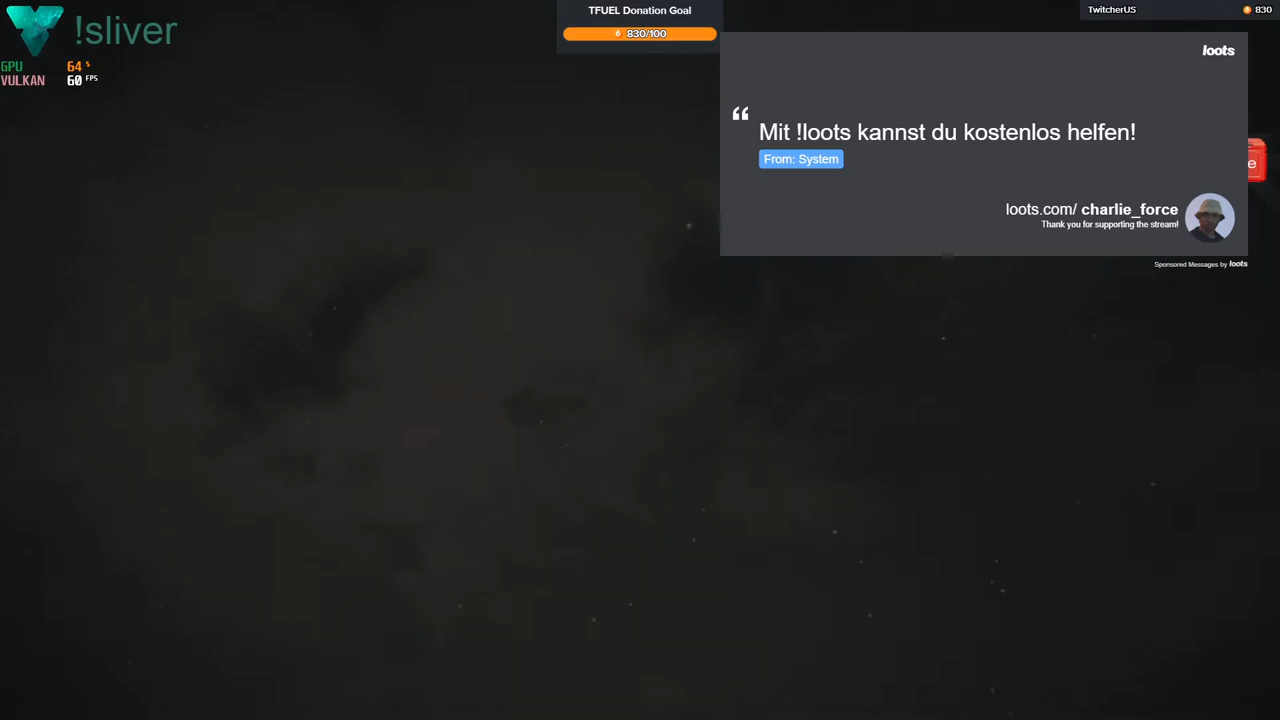 !sliver
GPU 64 %
VULKAN 60 FPS
TFUEL Donation Goal
830/100
TwitcherUS 830
loots
“ Mit !loots kannst du kostenlos helfen!
From: System
e
loots.com/ charlie_force
Thank you for supporting the stream!
Sponsored Messages by loots